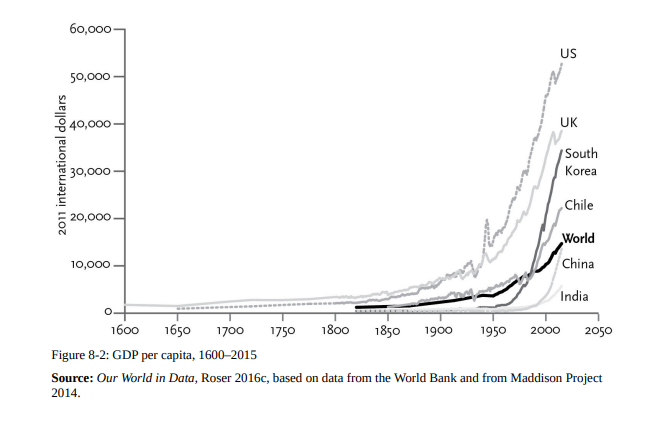 60,000
50,000
40,000
30,000
20,000
10,000
0
2011 international dollars
US
UK
South
Korea
Chile
World
China
India
1600 1650 1700 1750 1800 1850 1900 1950 2000 2050
Figure 8-2: GDP per capita, 1600–2015
Source: Our World in Data, Roser 2016c, based on data from the World Bank and from Maddison Project
2014.